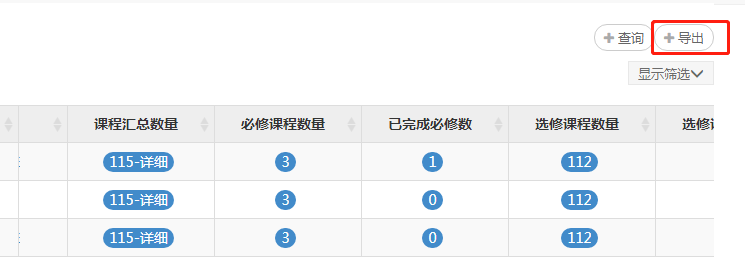 查询 导出
显示筛选
课程汇总数量 必修课程数量 已完成必修数 选修课程数量 选修
115-详细 3 1 112
115-详细 3 0 112
115-详细 3 0 112